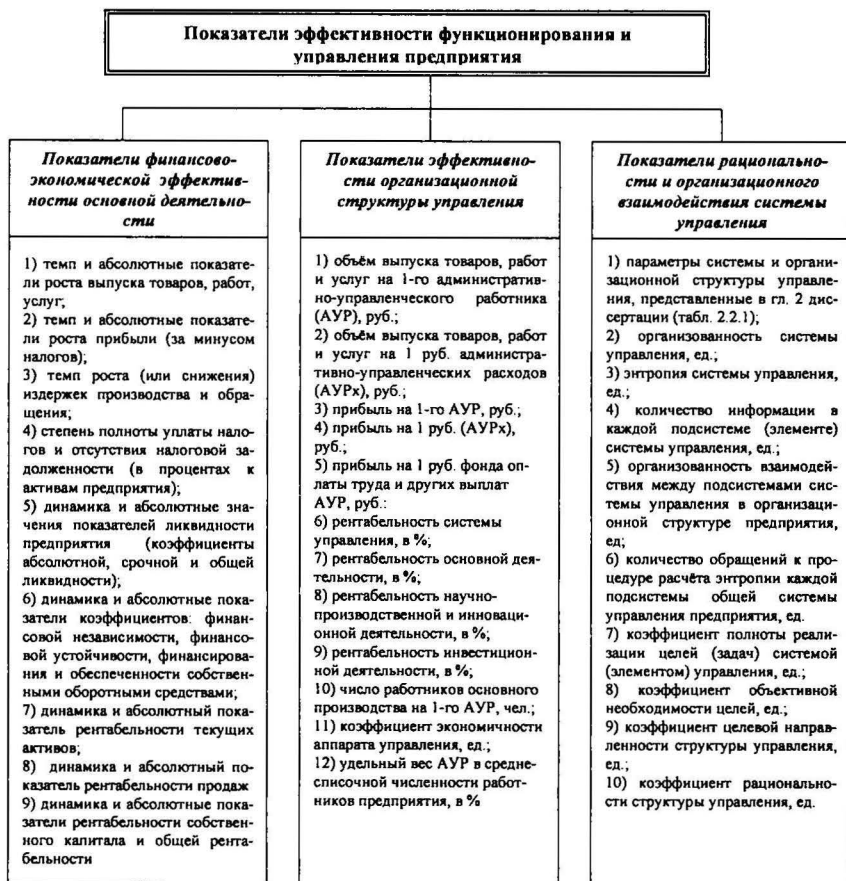 Показатели эффективности функционирования и
управления предприятия
Показатели финансово-
экономической эффектив-
ности основной деятельно-
сти
1) темп и абсолютные показате-
ли роста выпуска товаров, работ,
услуг;
2) темп и абсолютные показате-
ли роста прибыли (за минусом
налогов);
3) темп роста (или снижения)
издержек производства и обра-
щения;
4) степень полноты уплаты нало-
гов и отсутствия налоговой за-
долженности (в процентах к
активам предприятия);
5) динамика и абсолютные зна-
чения показателей ликвидности
предприятия (коэффициенты
абсолютной, срочной и общей
ликвидности);
6) динамика и абсолютные пока-
затели коэффициентов: финан-
совой независимости, финансо-
вой устойчивости, финансирова-
ния и обеспеченности собствен-
ными оборотными средствами;
7) динамика и абсолютный пока-
затель рентабельности текущих
активов;
8) динамика и абсолютный по-
казатель рентабельности продаж
9) динамика и абсолютные пока-
затели рентабельности собствен-
ного капитала и общей рента-
бельности
Показатели эффективно-
сти организационной
структуры управления
1) объём выпуска товаров, работ
и услуг на 1-го административ-
но-управленческого работника
(АУР), руб.;
2) объём выпуска товаров, работ
и услуг на 1 руб. администра-
тивно-управленческих расходов
(АУРх), руб.;
3) прибыль на 1-го АУР, руб.;
4) прибыль на 1 руб. (АУРх),
руб.;
5) прибыль на 1 руб. фонда оп-
латы труда и других выплат
АУР, руб.:
6) рентабельность системы
управления, в %;
7) рентабельность основной дея-
тельности, в %;
8) рентабельность научно-
производственной и инноваци-
онной деятельности, в %;
9) рентабельность инвестицион-
ной деятельности, в %;
10) число работников основного
производства на 1-го АУР, чел.;
11) коэффициент экономичности
аппарата управления, ед.;
12) удельный вес АУР в средне-
списочной численности работ-
ников предприятия, в %
Показатели рационально-
сти и организационного
взаимодействия системы
управления
1) параметры системы и органи-
зационной структуры управле-
ния, представленные в гл. 2 дис-
сертации (табл. 2.2.1);
2) организованность системы
управления, ед.;
3) энтропия системы управления,
ед.;
4) количество информации в
каждой подсистеме (элементе)
системы управления, ед.;
5) организованность взаимодей-
ствия между подсистемами сис-
темы управления в организаци-
онной структуре предприятия,
ед;
6) количество обращений к про-
цедуре расчёта энтропии каждой
подсистемы общей системы
управления предприятия, ед.
7) коэффициент полноты реали-
зации целей (задач) системой
(элементом) управления, ед.;
8) коэффициент объективной
необходимости целей, ед.;
9) коэффициент целевой направ-
ленности структуры управления,
ед.;
10) коэффициент рационально-
сти структуры управления, ед.